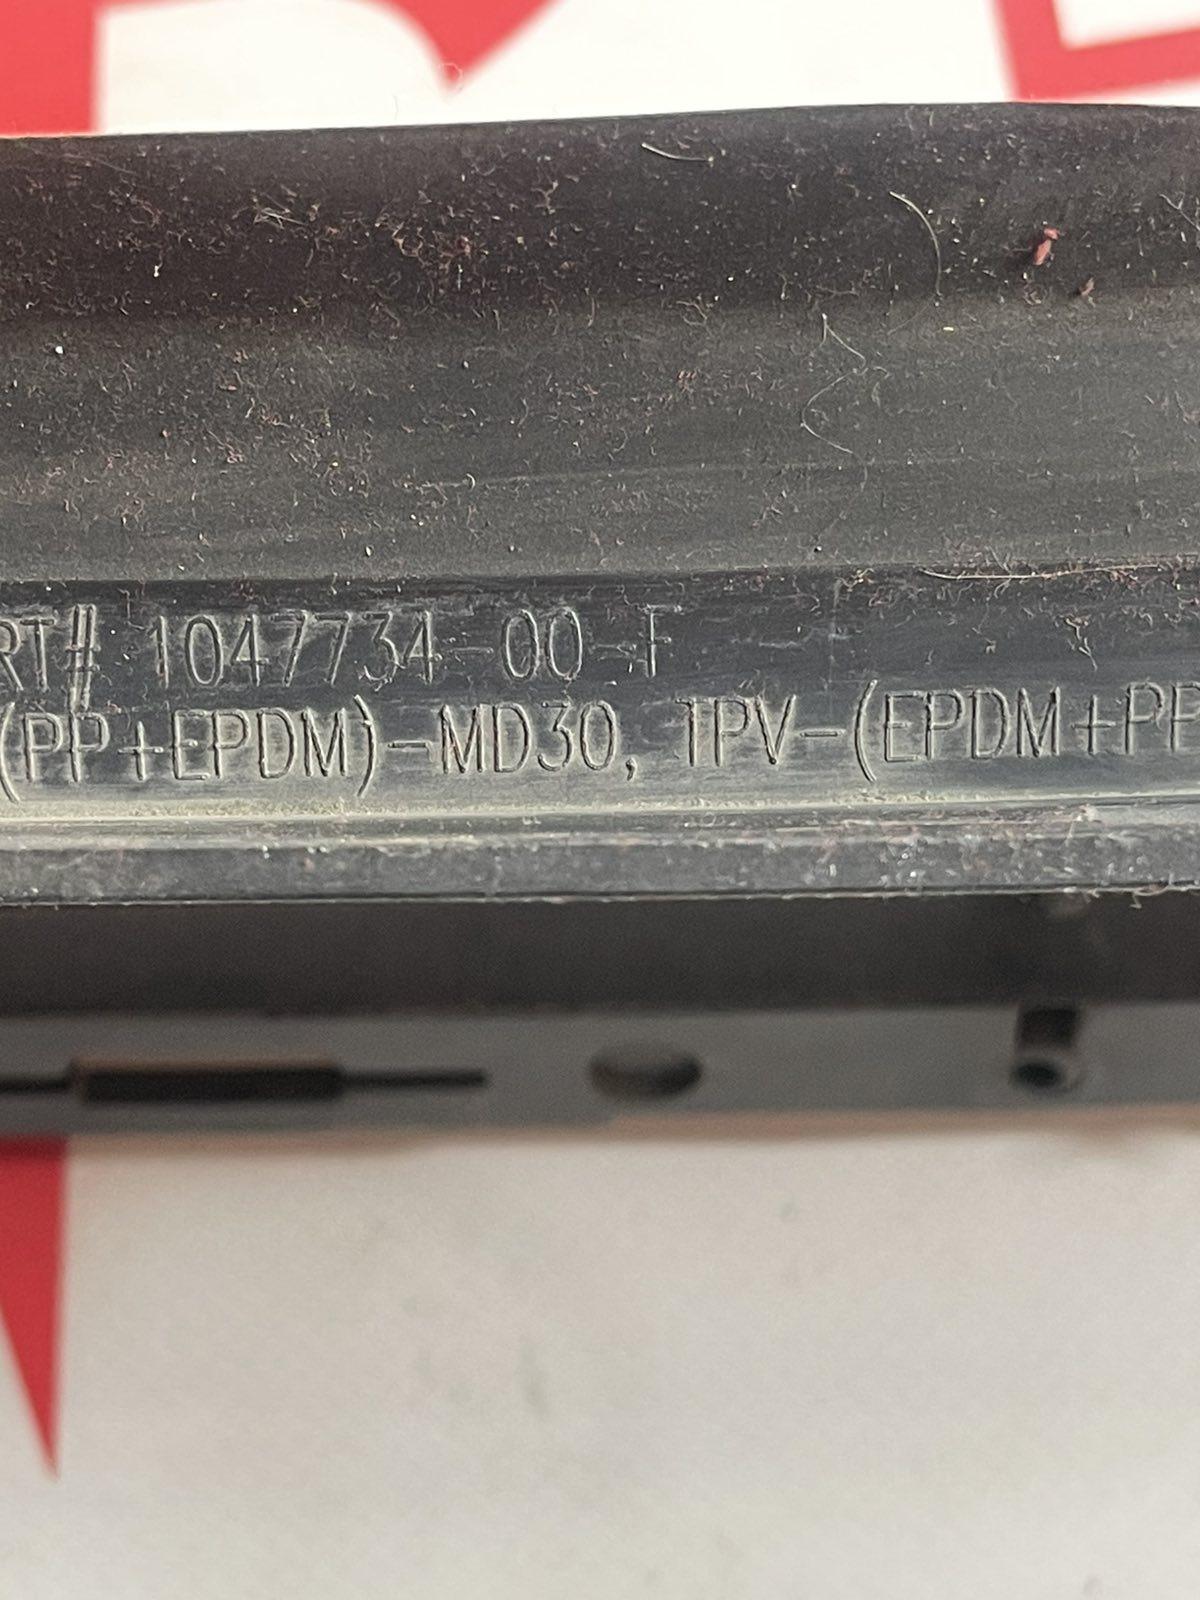 RT# 1047734-00-F
(PP+EPDM)-MD30, TPV-(EPDM+PP